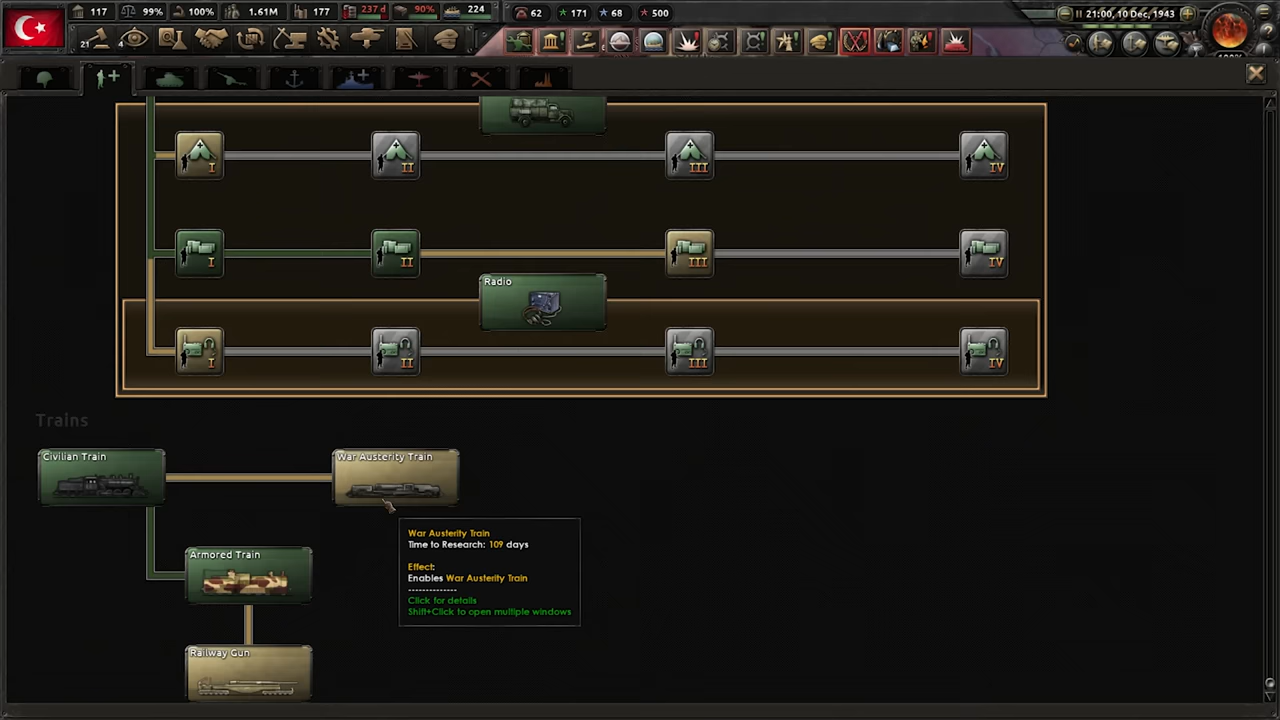 117 99% 100% 1.61M 177 237 d 90% 224 62 171 68 500 21:00, 10 Dec, 1943
21 4
100%
I II III IV
I II III IV
Radio
I II III IV
Trains
Civilian Train War Austerity Train
War Austerity Train
Time to Research: 109 days
Armored Train
Effect:
Enables War Austerity Train
--------------
Click for details
Shift+Click to open multiple windows
Railway Gun